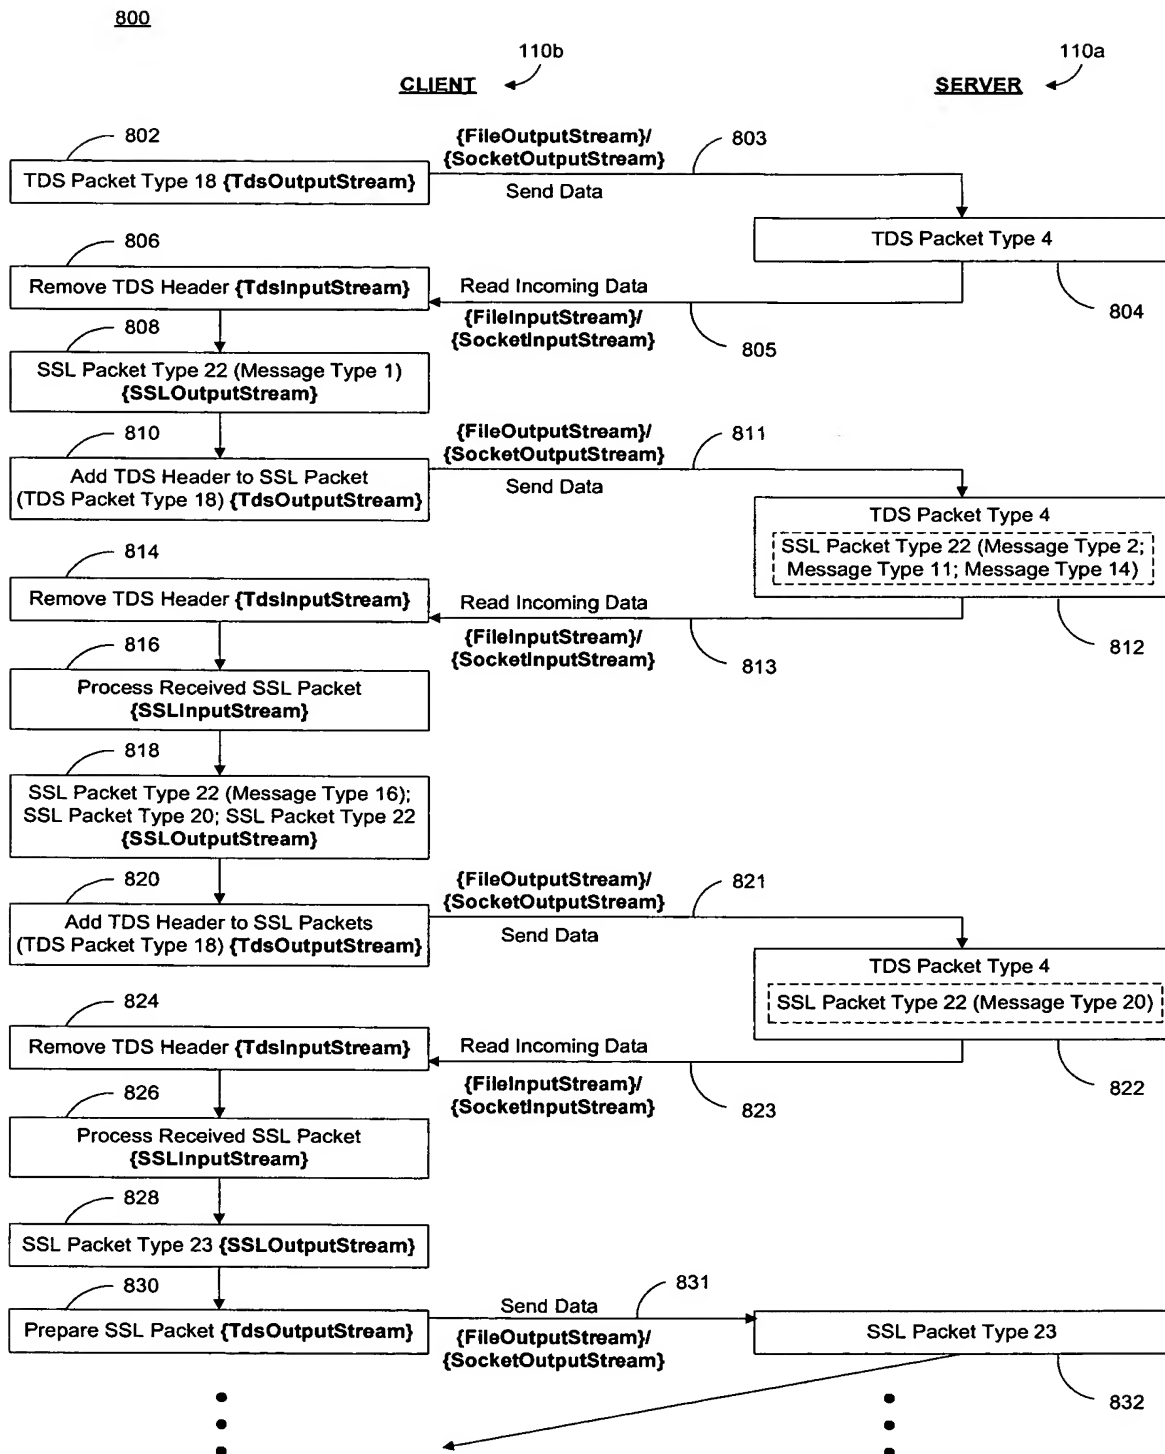 800
110b
110a
CLIENT
SERVER
802
{FileOutputStream}/
{SocketOutputStream}
803
TDS Packet Type 18 {TdsOutputStream}
Send Data
806
TDS Packet Type 4
Remove TDS Header {TdsInputStream}
Read Incoming Data
{FileInputStream}/
{SocketInputStream}
804
808
805
SSL Packet Type 22 (Message Type 1)
{SSLOutputStream}
810
{FileOutputStream}/
{SocketOutputStream}
811
Add TDS Header to SSL Packet
(TDS Packet Type 18) {TdsOutputStream}
Send Data
TDS Packet Type 4
SSL Packet Type 22 (Message Type 2;
Message Type 11; Message Type 14)
814
Remove TDS Header {TdsInputStream}
Read Incoming Data
{FileInputStream}/
{SocketInputStream}
813
812
816
Process Received SSL Packet
{SSLInputStream}
818
SSL Packet Type 22 (Message Type 16);
SSL Packet Type 20; SSL Packet Type 22
{SSLOutputStream}
820
{FileOutputStream}/
{SocketOutputStream}
821
Add TDS Header to SSL Packets
(TDS Packet Type 18) {TdsOutputStream}
Send Data
TDS Packet Type 4
SSL Packet Type 22 (Message Type 20)
824
Remove TDS Header {TdsInputStream}
Read Incoming Data
{FileInputStream}/
{SocketInputStream}
823
822
826
Process Received SSL Packet
{SSLInputStream}
828
SSL Packet Type 23 {SSLOutputStream}
830
Send Data
831
Prepare SSL Packet {TdsOutputStream}
{FileOutputStream}/
{SocketOutputStream}
SSL Packet Type 23
832